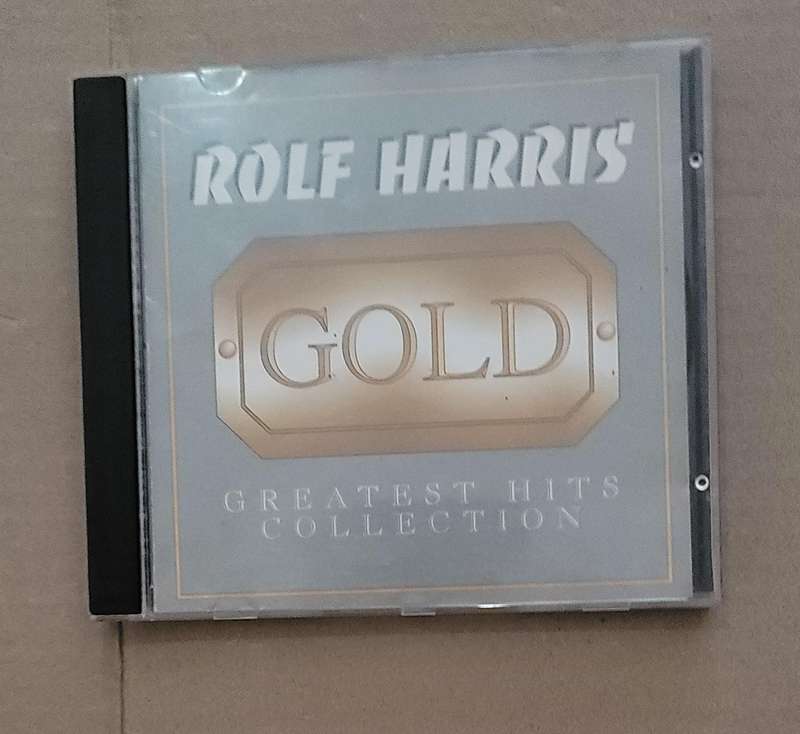 ROLF HARRIS
GOLD
GREATEST HITS
COLLECTION